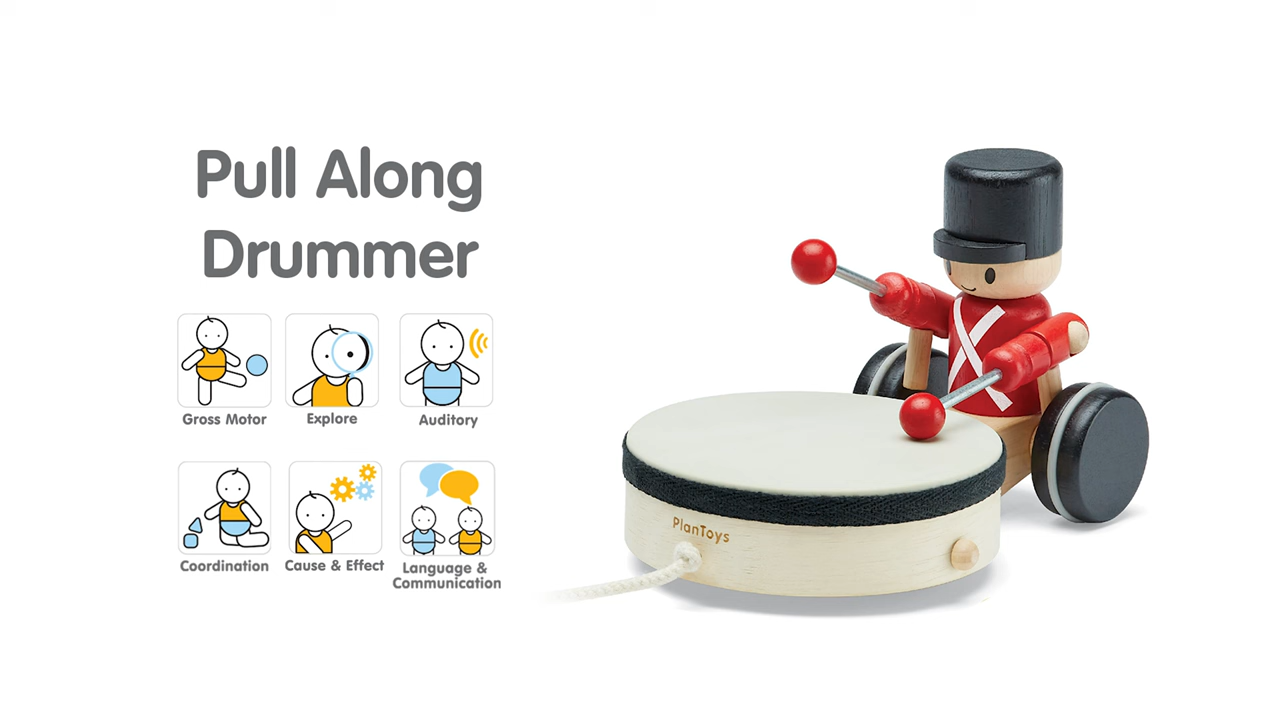 Pull Along
Drummer
Gross Motor
Explore
Auditory
Coordination
Cause & Effect
Language &
Communication
PlanToys